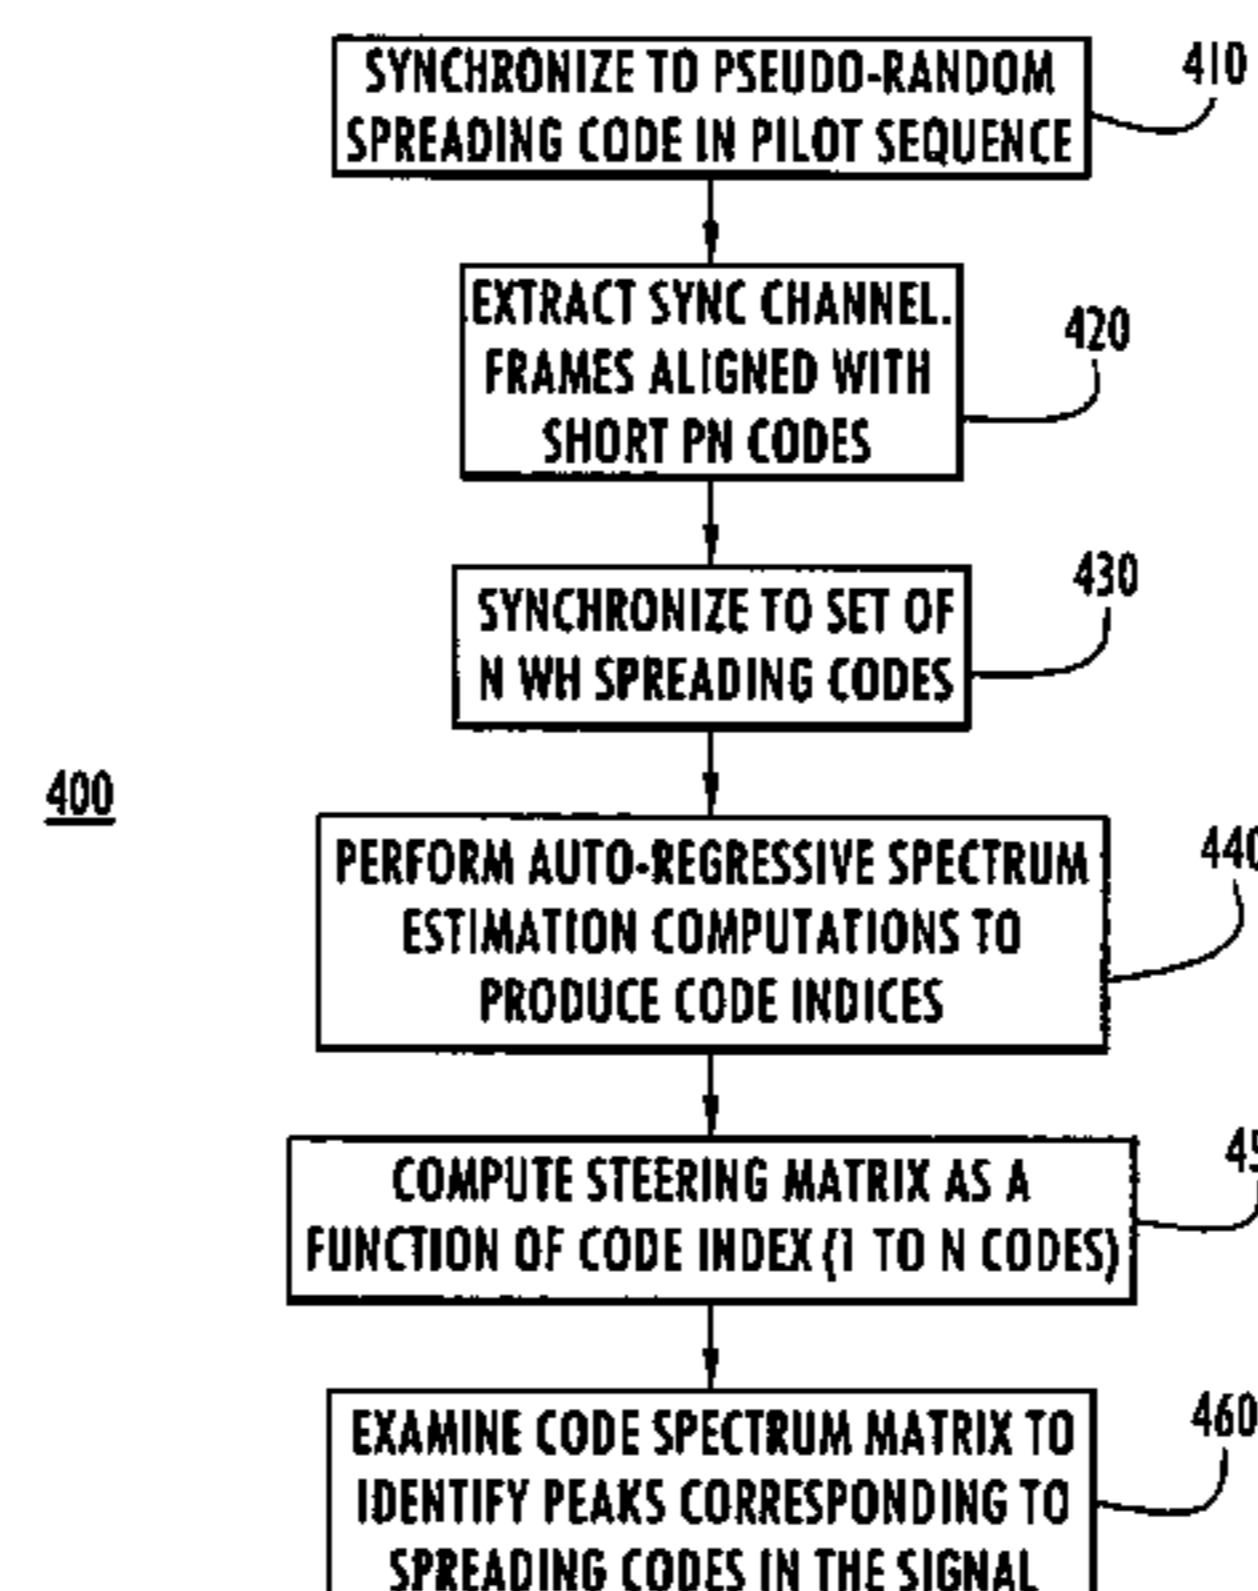 SYNCHRONIZE TO PSEUDO-RANDOM
SPREADING CODE IN PILOT SEQUENCE
410
EXTRACT SYNC CHANNEL.
FRAMES ALIGNED WITH
SHORT PN CODES
420
SYNCHRONIZE TO SET OF
N WH SPREADING CODES
430
400
PERFORM AUTO-REGRESSIVE SPECTRUM
ESTIMATION COMPUTATIONS TO
PRODUCE CODE INDICES
440
COMPUTE STEERING MATRIX AS A
FUNCTION OF CODE INDEX (1 TO N CODES)
EXAMINE CODE SPECTRUM MATRIX TO
IDENTIFY PEAKS CORRESPONDING TO
SPREADING CODES IN THE SIGNAL
460